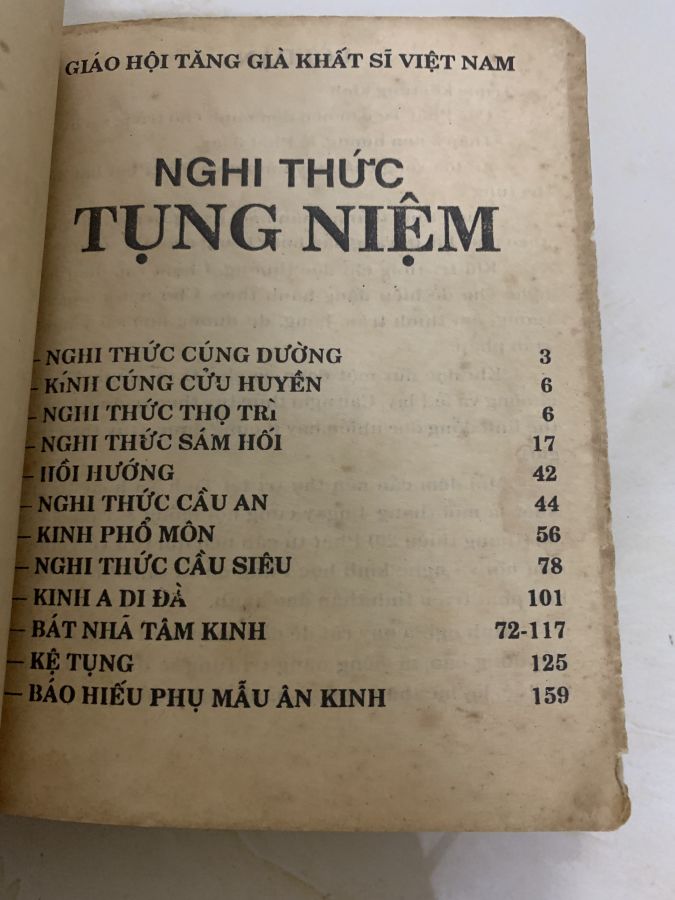 GIÁO HỘI TĂNG GIÀ KHẤT SĨ VIỆT NAM
NGHI THỨC
TỤNG NIỆM
- NGHI THỨC CÚNG DƯỜNG 3
- KÍNH CÚNG CỬU HUYỀN 6
- NGHI THỨC THỌ TRÌ 6
- NGHI THỨC SÁM HỐI 17
- HỒI HƯỚNG 42
- NGHI THỨC CẦU AN 44
- KINH PHỔ MÔN 56
- NGHI THỨC CẦU SIÊU 78
- KINH A DI ĐÀ 101
- BÁT NHÃ TÂM KINH 72-117
- KỆ TỤNG 125
- BÁO HIẾU PHỤ MẪU ÂN KINH 159